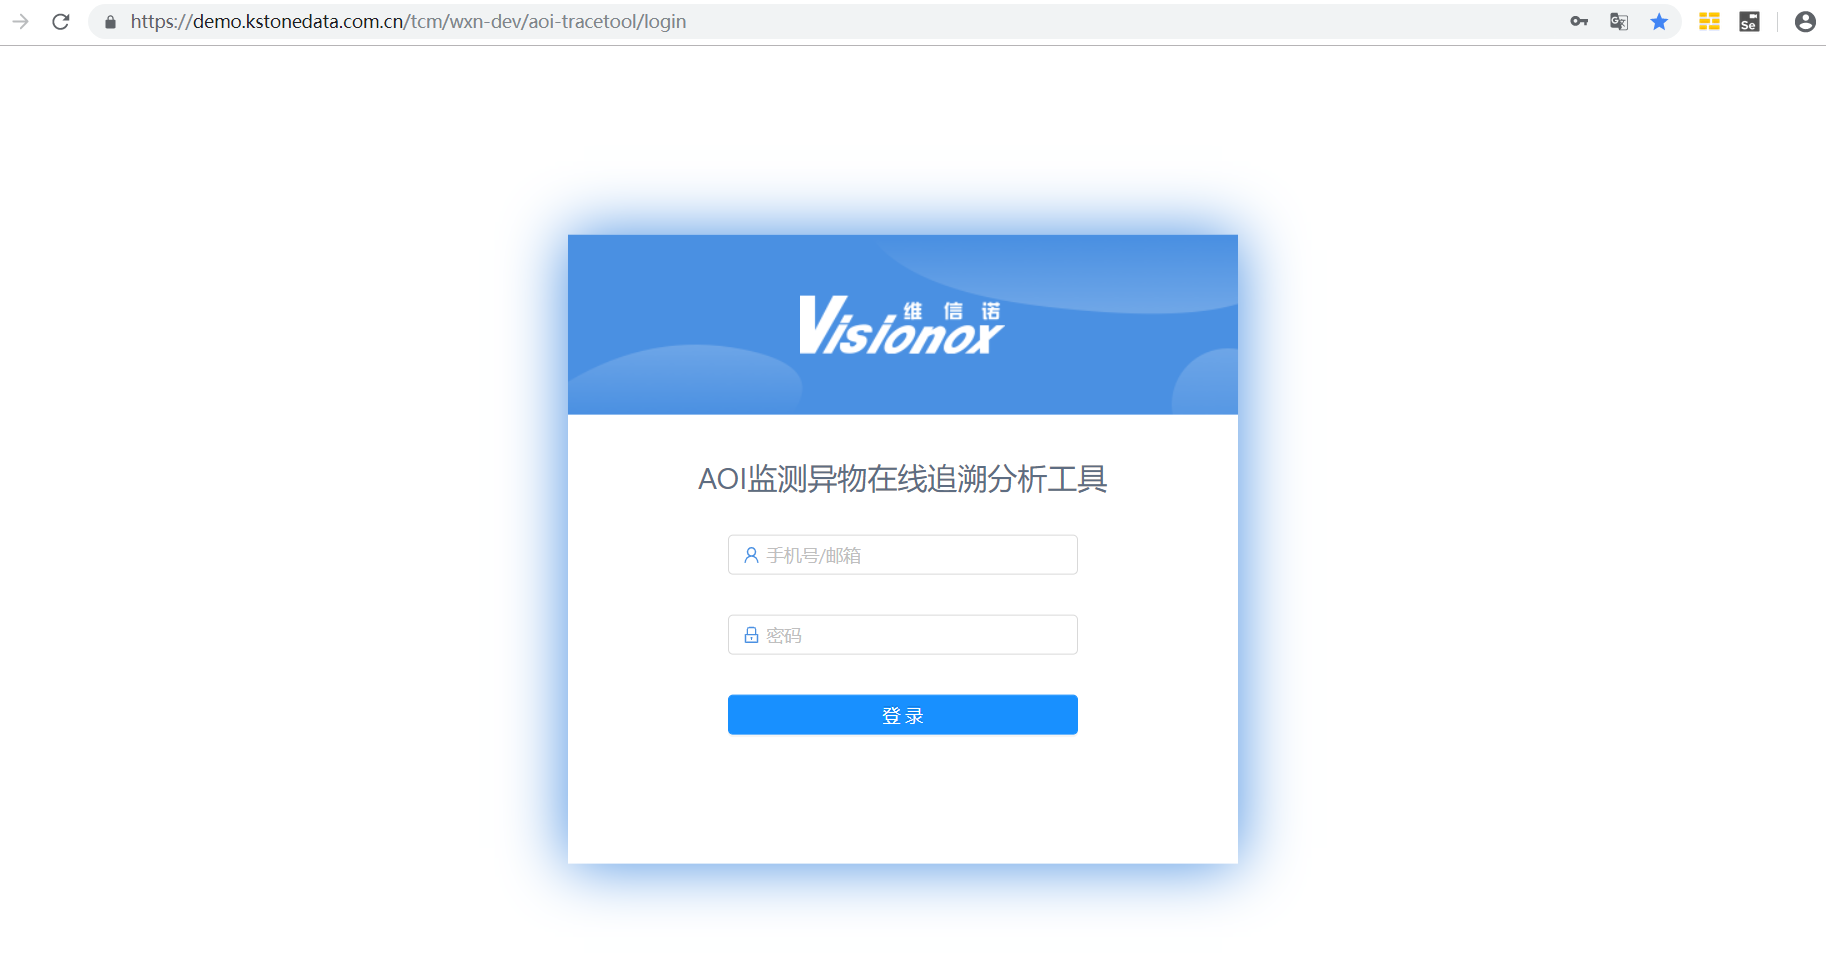 https://demo.kstonedata.com.cn/tcm/wxn-dev/aoi-tracetool/login
Se
维信诺
Visionox
AOI监测异物在线追溯分析工具
手机号/邮箱
密码
登录